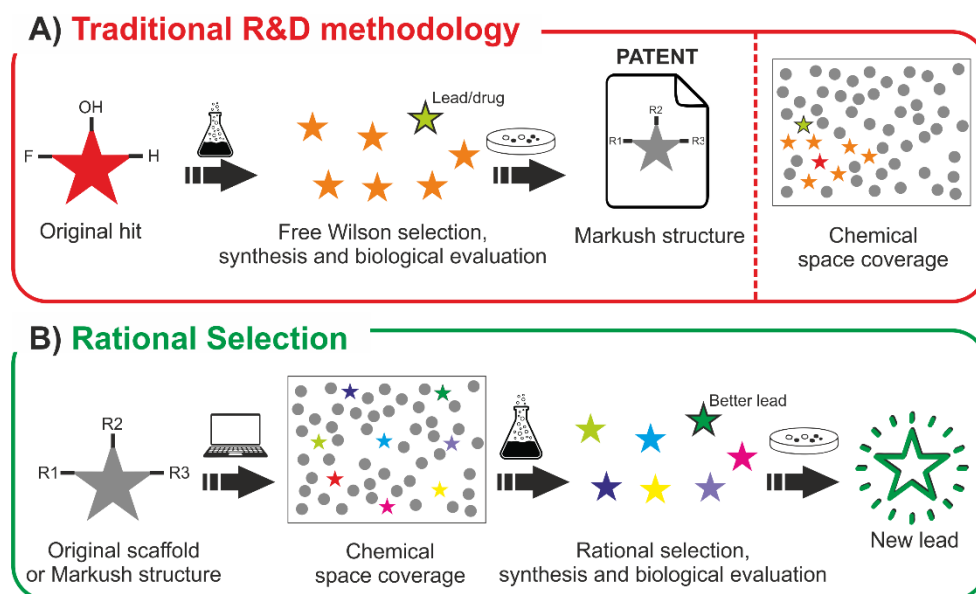 A) Traditional R&D methodology
OH
F
H
Original hit
Lead/drug
Free Wilson selection,
synthesis and biological evaluation
PATENT
R2
R1
R3
Markush structure
Chemical
space coverage
B) Rational Selection
R2
R1
R3
Original scaffold
or Markush structure
Chemical
space coverage
Better lead
Rational selection,
synthesis and biological evaluation
New lead